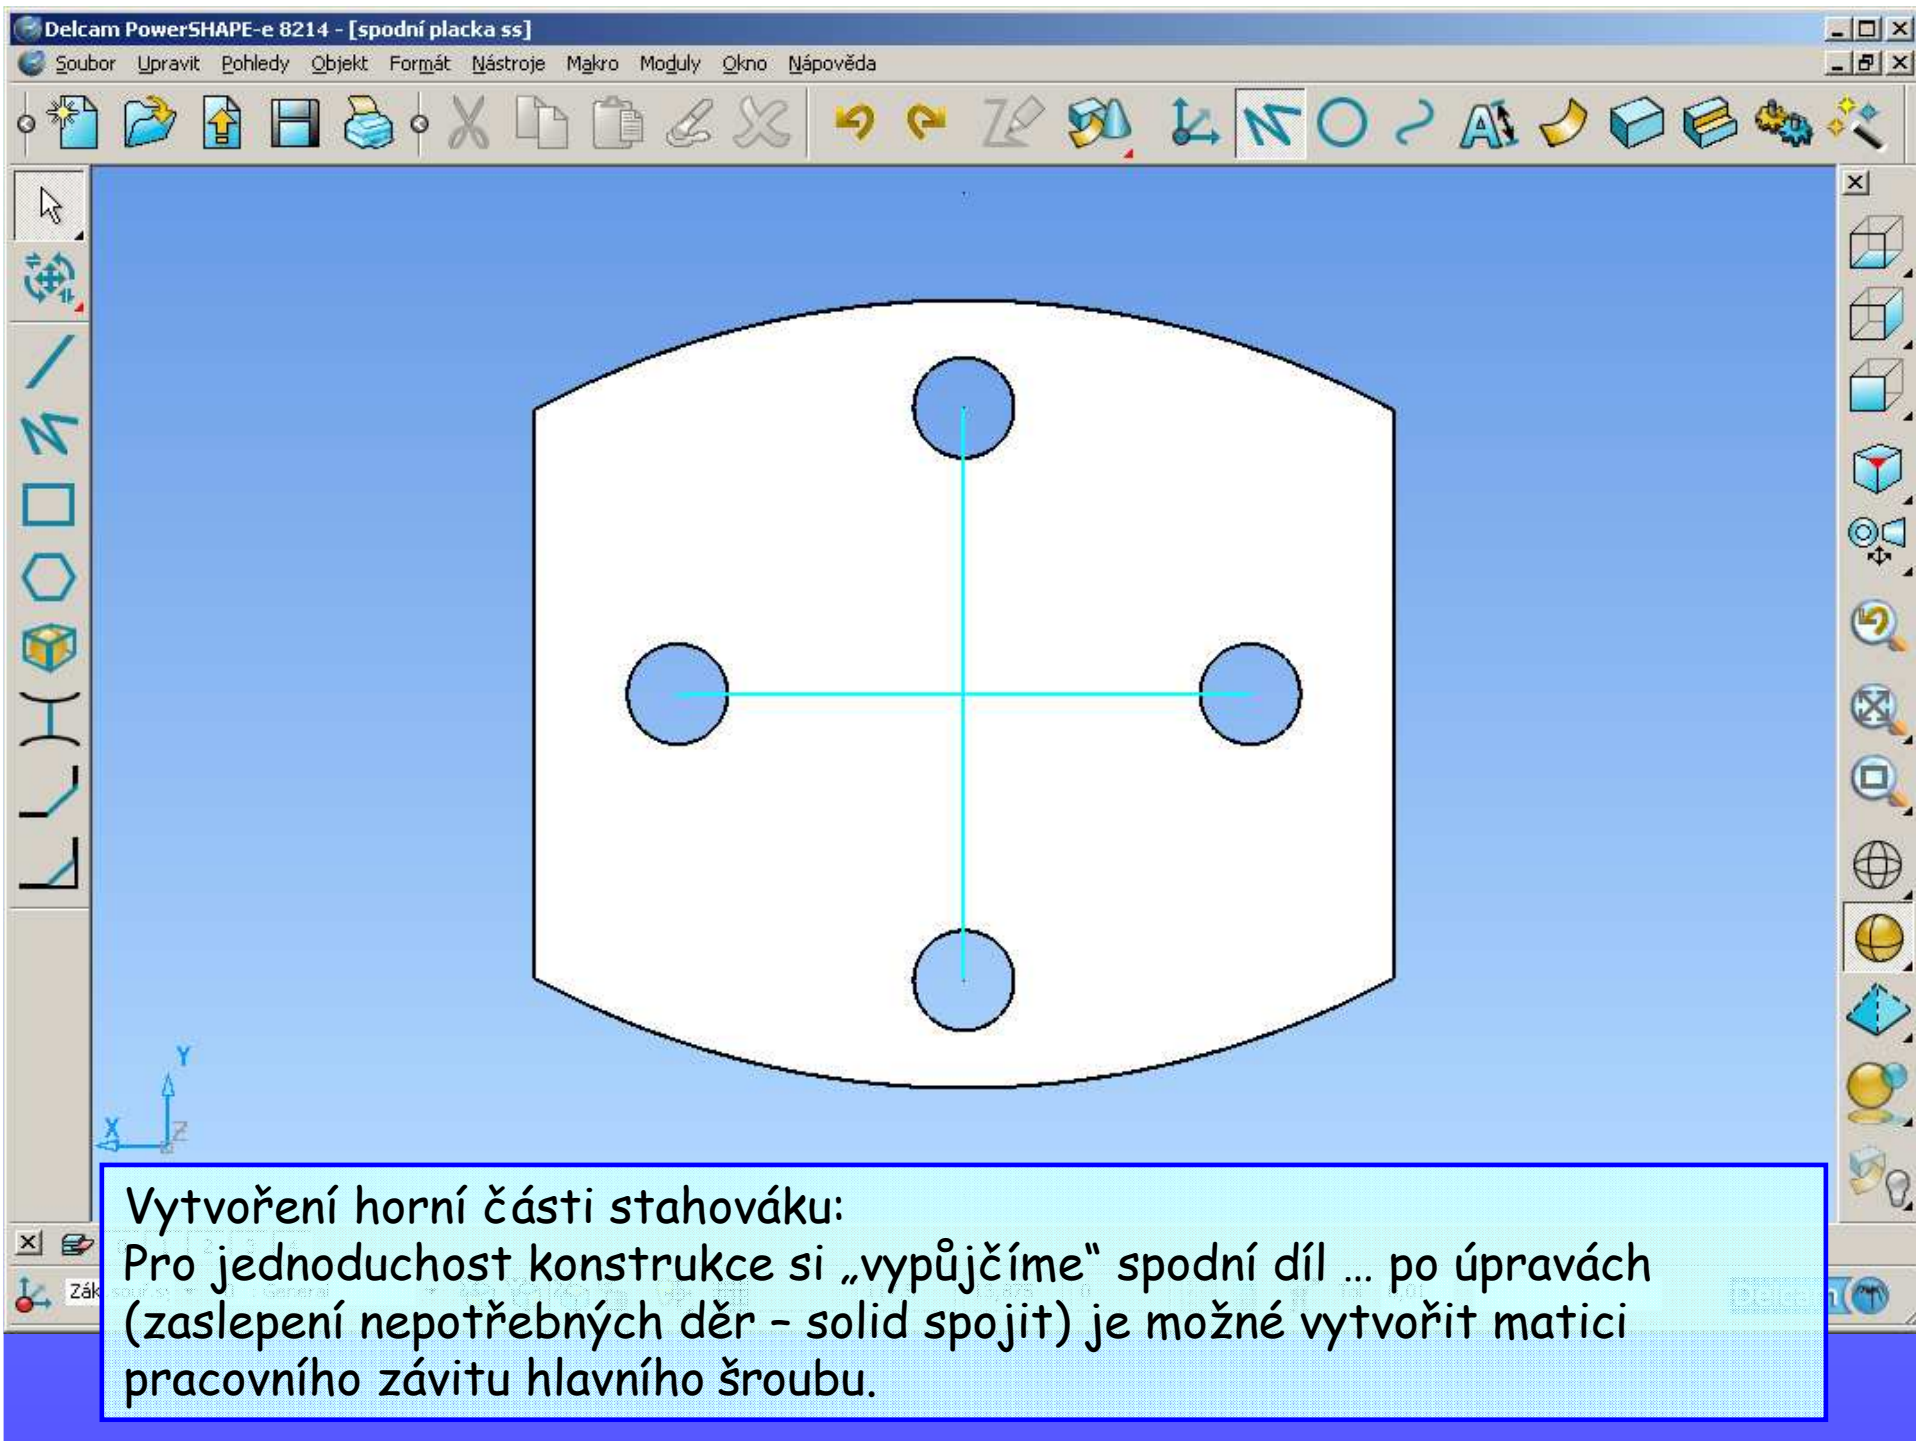 Delcam PowerSHAPE-e 8214 - [spodní placka ss]
Soubor Upravit Pohledy Objekt Formát Nástroje Makro Moduly Okno Nápověda
Y
X
Z
Vytvoření horní části stahováku:
Pro jednoduchost konstrukce si „vypůjčíme“ spodní díl … po úpravách
(zaslepení nepotřebných děr – solid spojit) je možné vytvořit matici
pracovního závitu hlavního šroubu.